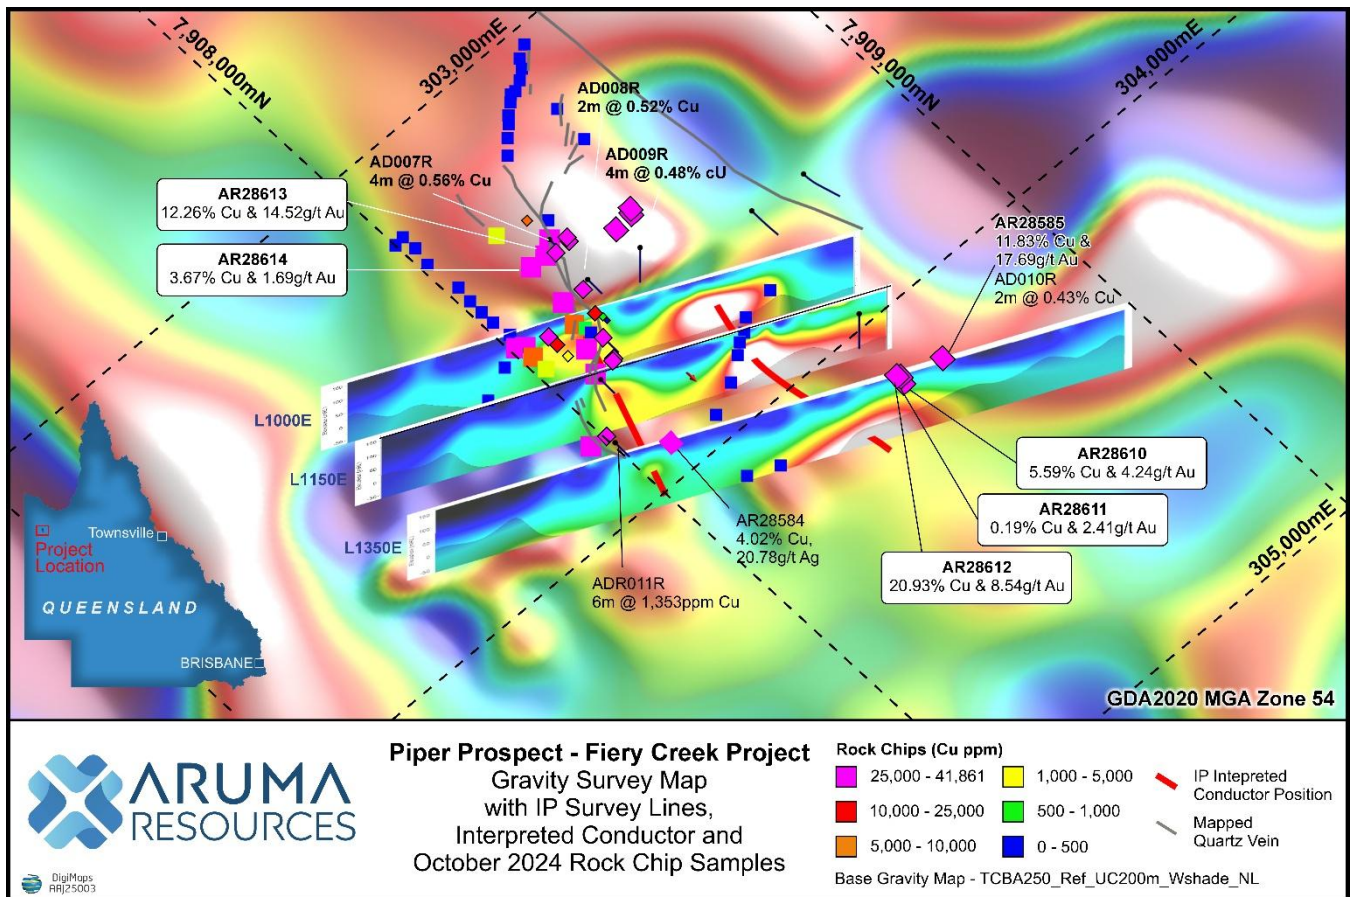 7,908,000mN
303,000mE
7,909,000mN
304,000mE
AD008R
2m @ 0.52% Cu
AD007R
4m @ 0.56% Cu
AD009R
4m @ 0.48% cU
AR28613
12.26% Cu & 14.52g/t Au
AR28614
3.67% Cu & 1.69g/t Au
AR28585
11.83% Cu &
17.69g/t Au
AD010R
2m @ 0.43% Cu
L1000E
L1150E
L1350E
AR28610
5.59% Cu & 4.24g/t Au
AR28611
0.19% Cu & 2.41g/t Au
AR28612
20.93% Cu & 8.54g/t Au
AR28584
4.02% Cu,
20.78g/t Ag
ADR011R
6m @ 1,353ppm Cu
305,000mE
Townsville
Project
Location
QUEENSLAND
BRISBANE
GDA2020 MGA Zone 54
ARUMA
RESOURCES
DigiMaps
ARJ25003
Piper Prospect - Fiery Creek Project
Gravity Survey Map
with IP Survey Lines,
Interpreted Conductor and
October 2024 Rock Chip Samples
Rock Chips (Cu ppm)
25,000 - 41,861
10,000 - 25,000
5,000 - 10,000
1,000 - 5,000
500 - 1,000
0 - 500
IP Intepreted
Conductor Position
Mapped
Quartz Vein
Base Gravity Map - TCBA250_Ref_UC200m_Wshade_NL